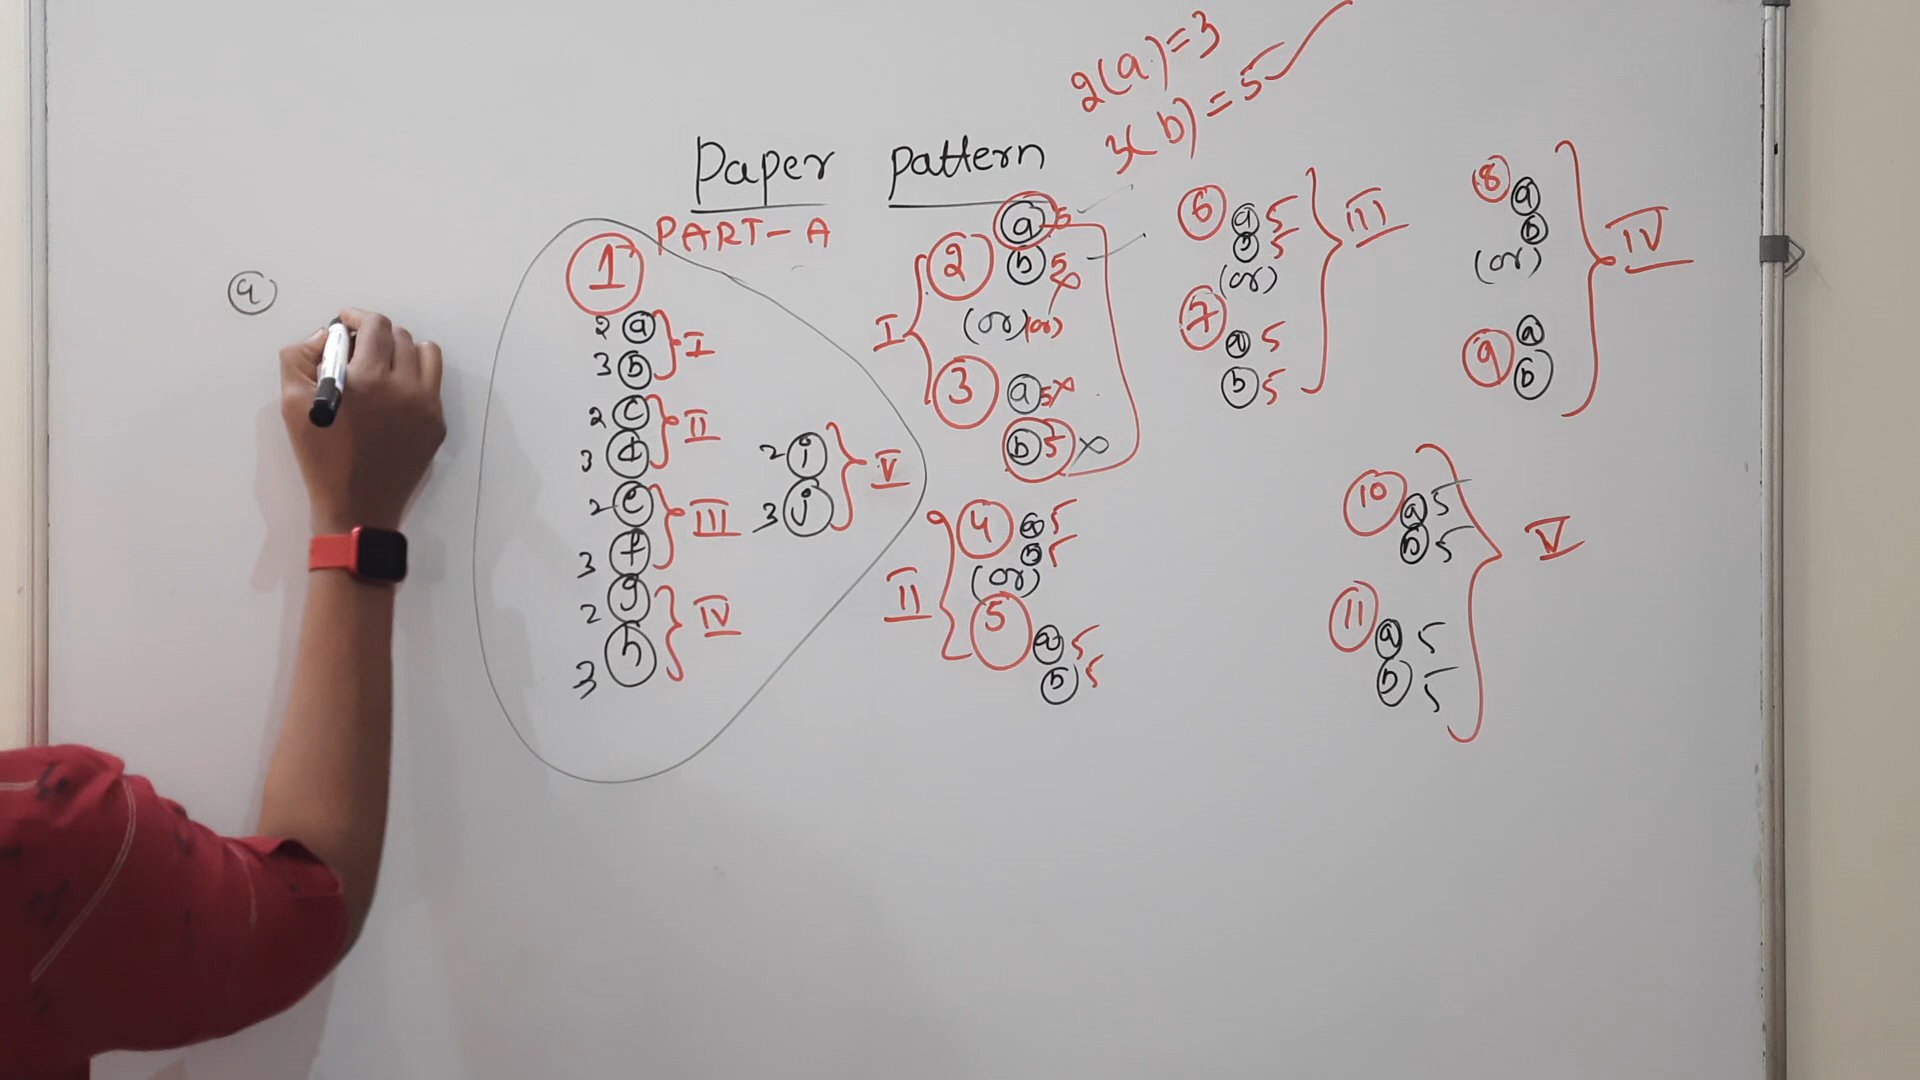 2(a)=3
3(b)=5
Paper pattern
PART-A
a
1
2 a
3 b
I
2 c
3 d
II
2 e
3 f
III
2 g
3 h
IV
2 i
3 j
V
I
2
a 5
b 5
(or) (or)
3
a 5
b 5
II
4
a 5
b 5
(or)
5
a 5
b 5
6
a 5
b 5
(or)
7
a 5
b 5
III
8
a
b
(or)
9
a
b
IV
10
a 5
b 5
11
a 5
b 5
V